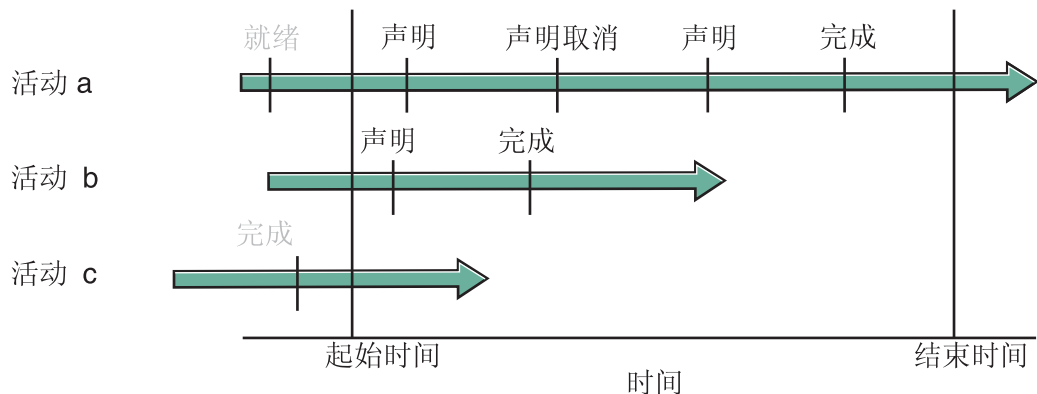 就绪 声明 声明取消 声明 完成
活动 a
声明 完成
活动 b
完成
活动 c
起始时间 结束时间
时间